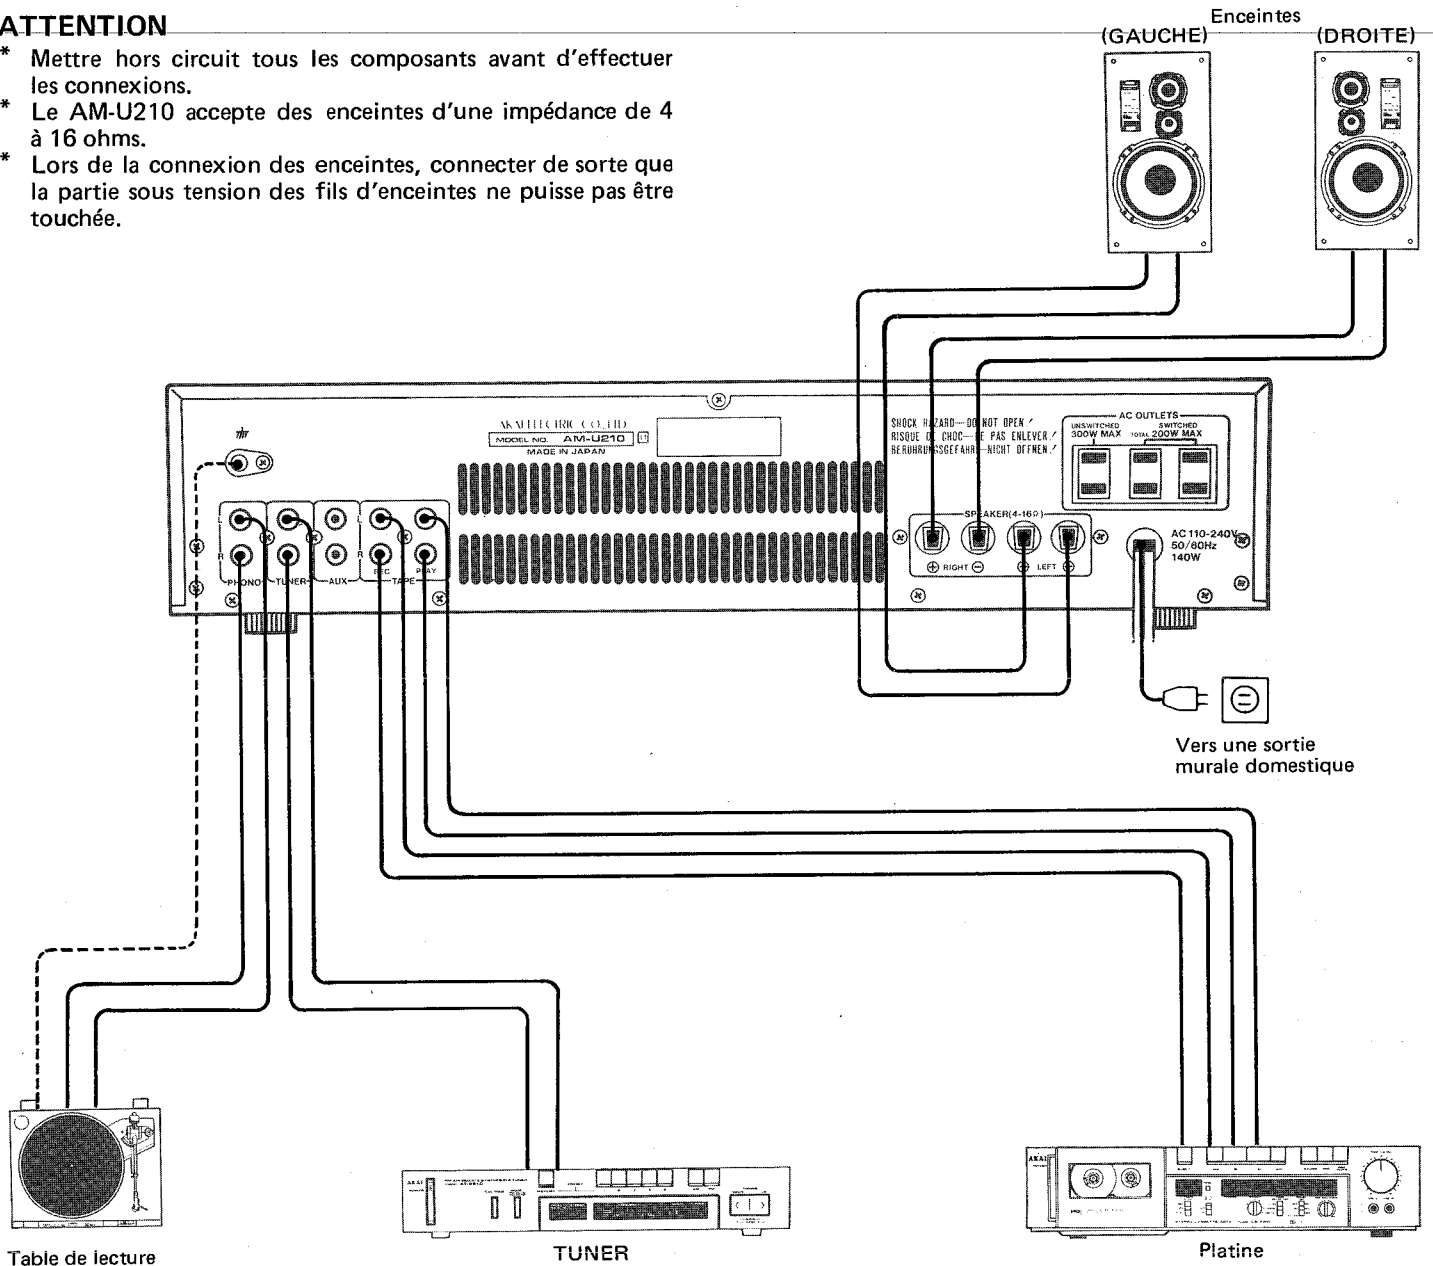 ATTENTION
* Mettre hors circuit tous les composants avant d'effectuer
les connexions.
* Le AM-U210 accepte des enceintes d'une impédance de 4
à 16 ohms.
* Lors de la connexion des enceintes, connecter de sorte que
la partie sous tension des fils d'enceintes ne puisse pas être
touchée.
Enceintes
(GAUCHE) (DROITE)
AKAI ELECTRIC CO., LTD.
MODEL NO. AM-U210
MADE IN JAPAN
SHOCK HAZARD—DO NOT OPEN!
RISQUE DE CHOC—NE PAS ENLEVER!
BERUHRUNGSGEFAHR—NICHT OFFNEN!
AC OUTLETS
UNSWITCHED SWITCHED
300W MAX TOTAL 200W MAX
SPEAKER(4-16Ω)
⊕ RIGHT ⊖ ⊕ LEFT ⊖
AC 110-240V
50/60Hz
140W
L L
R R
REC PLAY
PHONO TUNER AUX TAPE
Vers une sortie
murale domestique
AKAI
AKAI
Table de lecture
TUNER
Platine